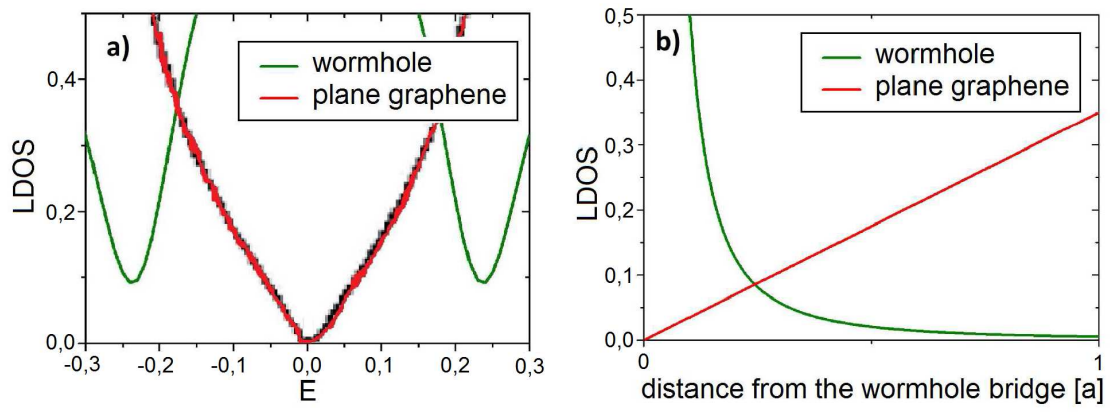 a)
wormhole
plane graphene
LDOS
0,4
0,2
0,0
-0,3 -0,2 -0,1 0,0 0,1 0,2 0,3
E
b)
wormhole
plane graphene
LDOS
0,5
0,4
0,3
0,2
0,1
0,0
0 1
distance from the wormhole bridge [a]